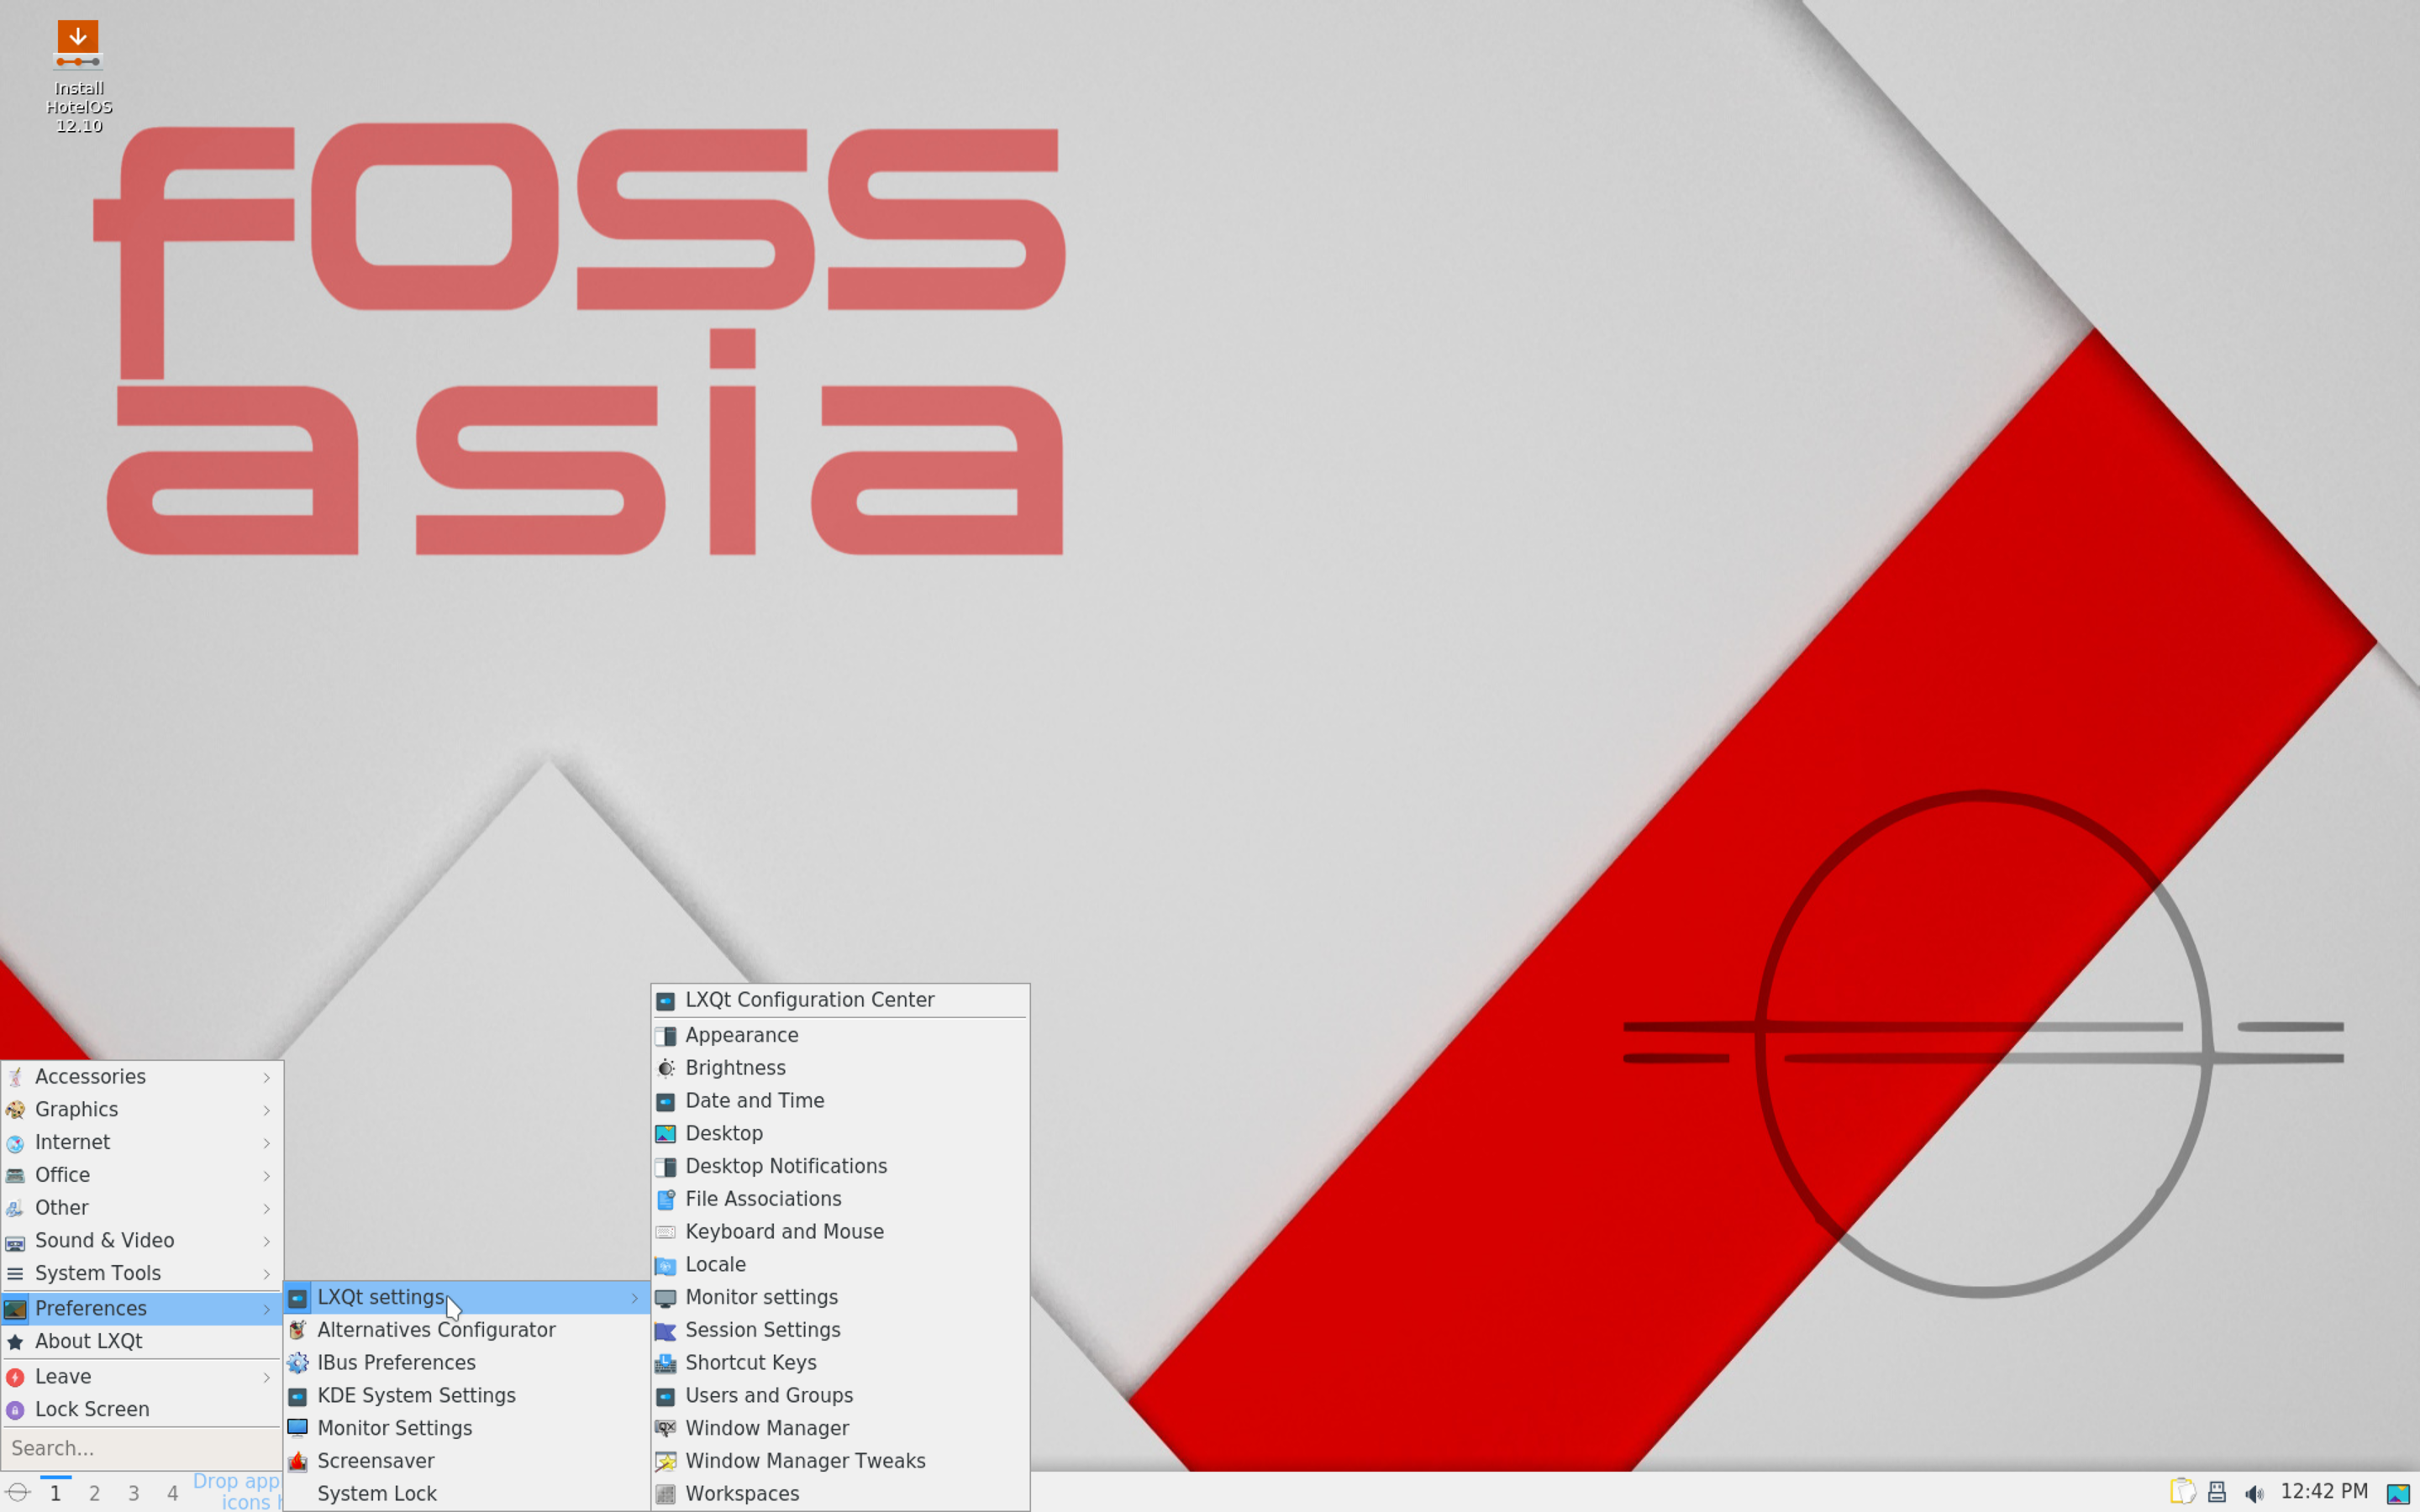 Install
HotelOS
12.10
foss
asia
Accessories
Graphics
Internet
Office
Other
Sound & Video
System Tools
Preferences
About LXQt
Leave
Lock Screen
Search...
LXQt settings
Alternatives Configurator
IBus Preferences
KDE System Settings
Monitor Settings
Screensaver
System Lock
LXQt Configuration Center
Appearance
Brightness
Date and Time
Desktop
Desktop Notifications
File Associations
Keyboard and Mouse
Locale
Monitor settings
Session Settings
Shortcut Keys
Users and Groups
Window Manager
Window Manager Tweaks
Workspaces
1 2 3 4
Drop app
icons
12:42 PM